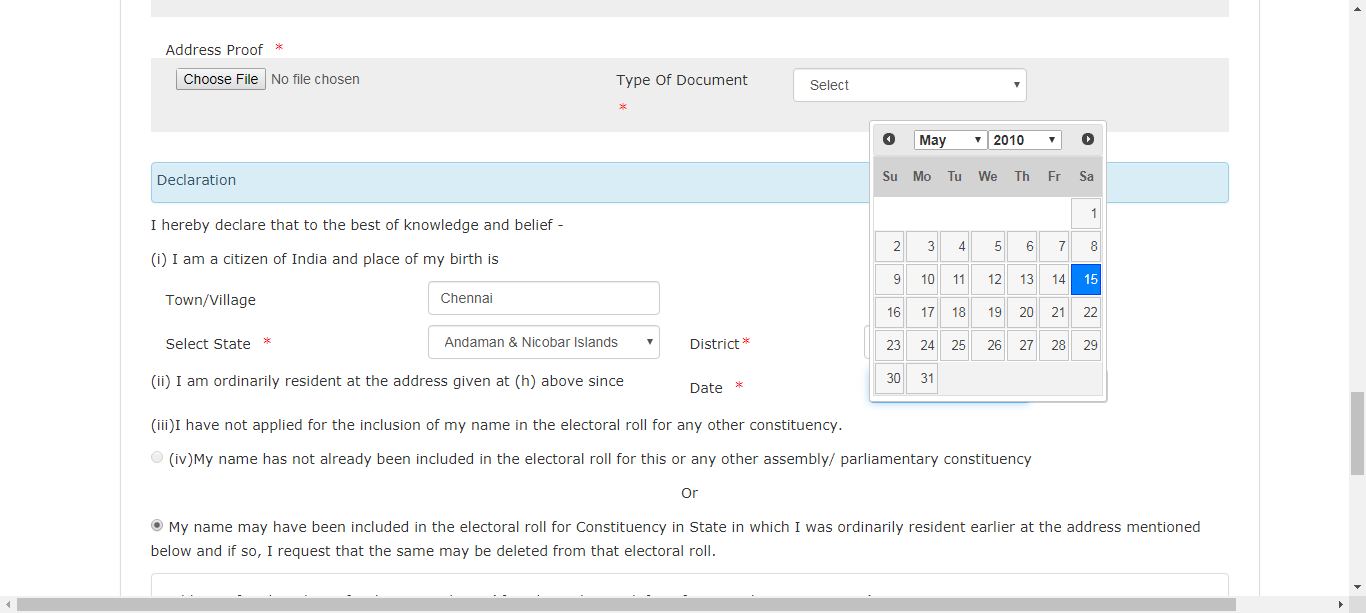 Address Proof *
Choose File No file chosen
Type Of Document
*
Select
May 2010
Su Mo Tu We Th Fr Sa
1
2 3 4 5 6 7 8
9 10 11 12 13 14 15
16 17 18 19 20 21 22
23 24 25 26 27 28 29
30 31
Declaration
I hereby declare that to the best of knowledge and belief -
(i) I am a citizen of India and place of my birth is
Town/Village
Chennai
Select State *
Andaman & Nicobar Islands
District*
(ii) I am ordinarily resident at the address given at (h) above since
Date *
(iii)I have not applied for the inclusion of my name in the electoral roll for any other constituency.
(iv)My name has not already been included in the electoral roll for this or any other assembly/ parliamentary constituency
Or
My name may have been included in the electoral roll for Constituency in State in which I was ordinarily resident earlier at the address mentioned
below and if so, I request that the same may be deleted from that electoral roll.